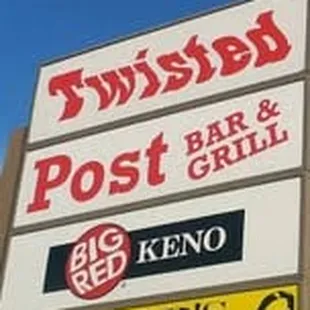 Twisted
Post BAR &
GRILL
BIG
RED KENO